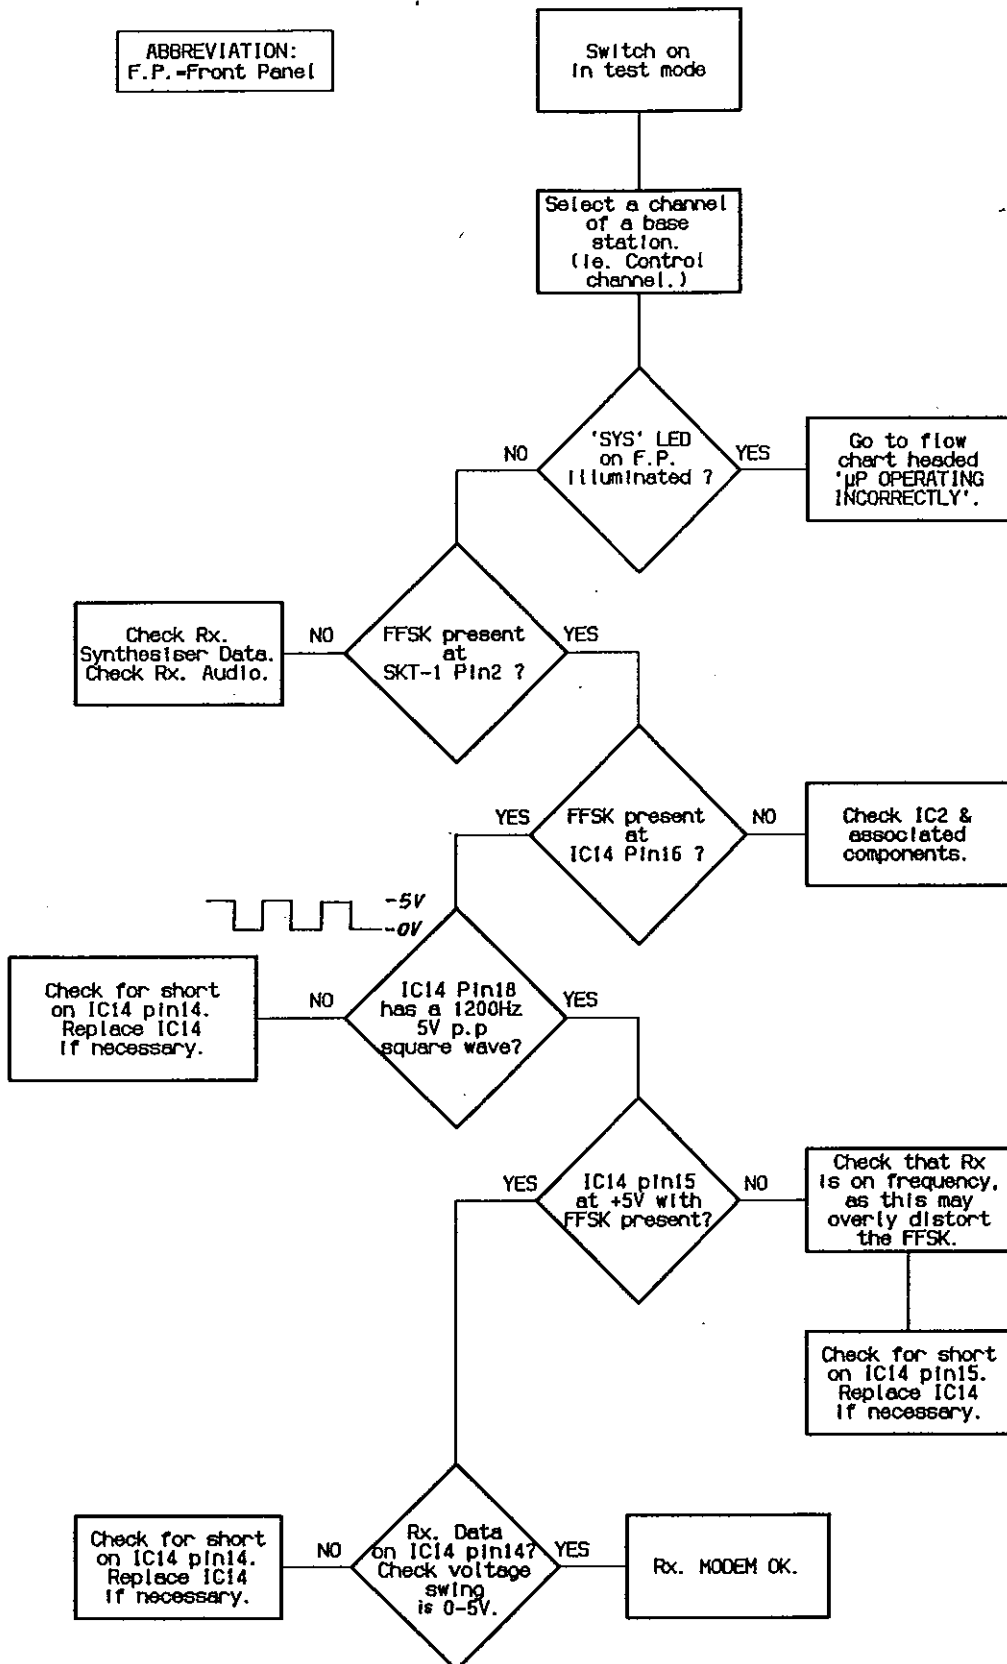 ABBREVIATION:
F.P.-Front Panel
Switch on
in test mode
Select a channel
of a base
station.
(ie. Control
channel.)
'SYS' LED
on F.P.
illuminated ?
NO
YES
Go to flow
chart headed
'µP OPERATING
INCORRECTLY'.
FFSK present
at
SKT-1 Pin2 ?
NO
YES
Check Rx.
Synthesiser Data.
Check Rx. Audio.
FFSK present
at
IC14 Pin16 ?
YES
NO
Check IC2 &
associated
components.
-5V
-0V
IC14 Pin18
has a 1200Hz
5V p.p
square wave?
NO
YES
Check for short
on IC14 pin14.
Replace IC14
if necessary.
IC14 pin15
at +5V with
FFSK present?
YES
NO
Check that Rx
is on frequency,
as this may
overly distort
the FFSK.
Check for short
on IC14 pin15.
Replace IC14
if necessary.
Rx. Data
on IC14 pin14?
Check voltage
swing
is 0-5V.
NO
YES
Check for short
on IC14 pin14.
Replace IC14
if necessary.
Rx. MODEM OK.